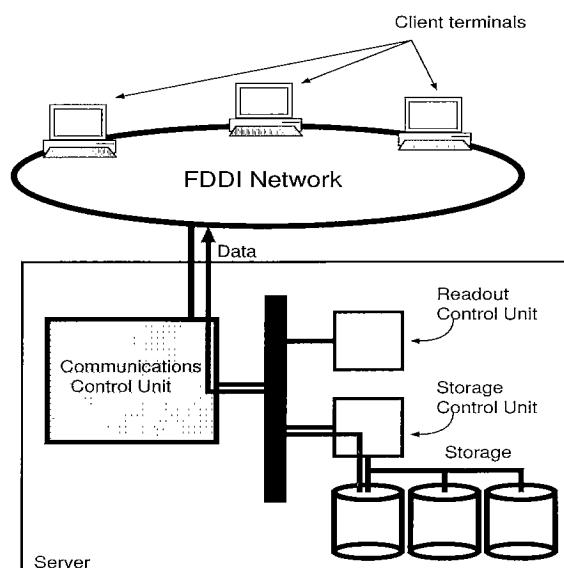 Client terminals
FDDI Network
Data
Readout
Control Unit
Communications
Control Unit
Storage
Control Unit
Storage
Server